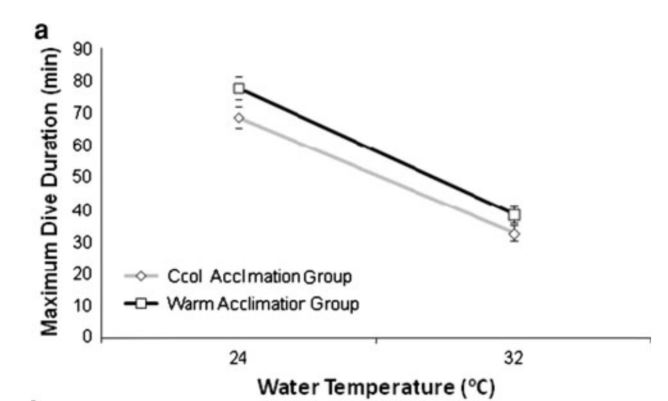 a
90
80
70
60
50
40
30
20
10
0
Maximum Dive Duration (min)
Ccol Acclmation Group
Warm Acclimatior Group
24 32
Water Temperature (°C)